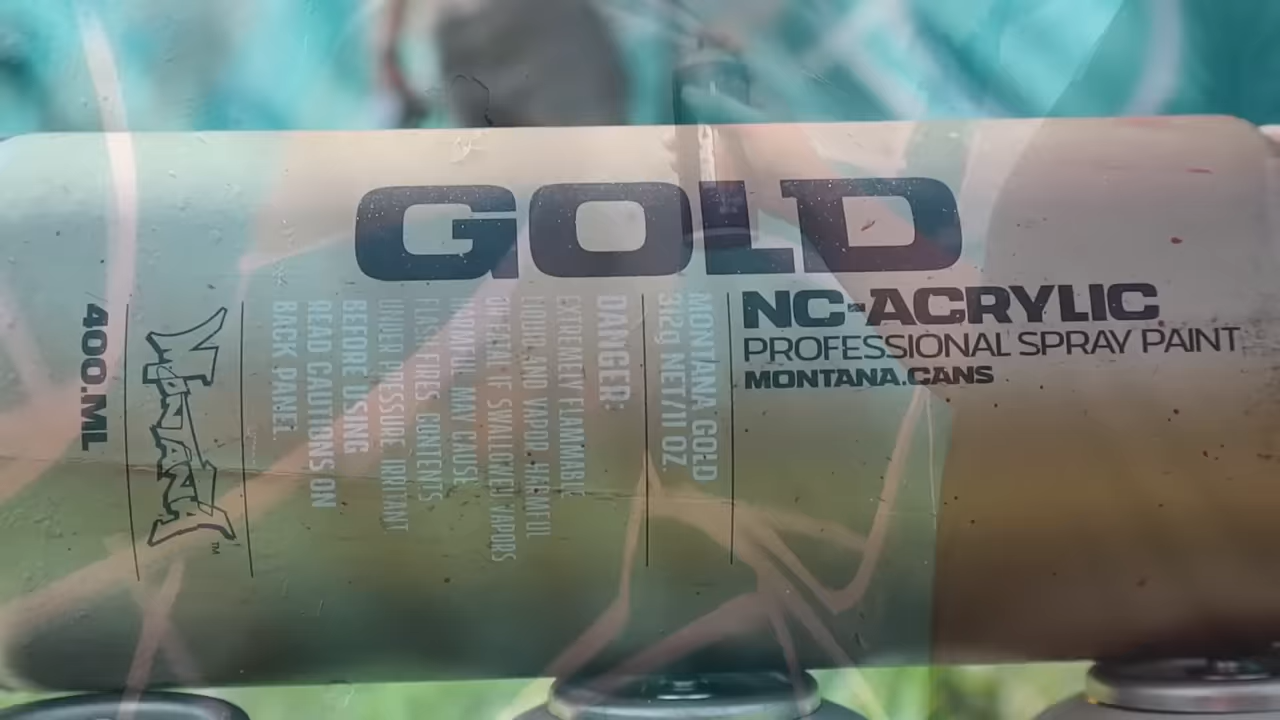 GOLD
NC-ACRYLIC
PROFESSIONAL SPRAY PAINT
MONTANA.CANS
MONTANA GOLD
312g NET/11 OZ.
DANGER:
EXTREMELY FLAMMABLE
LIQUID AND VAPOR. HARMFUL
OR FATAL IF SWALLOWED. VAPORS
MAY CAUSE
FLASH FIRES. CONTENTS
UNDER PRESSURE. IRRITANT
BEFORE USING
READ CAUTIONS ON
BACK PANEL.
MONTANA
TM
400.ML